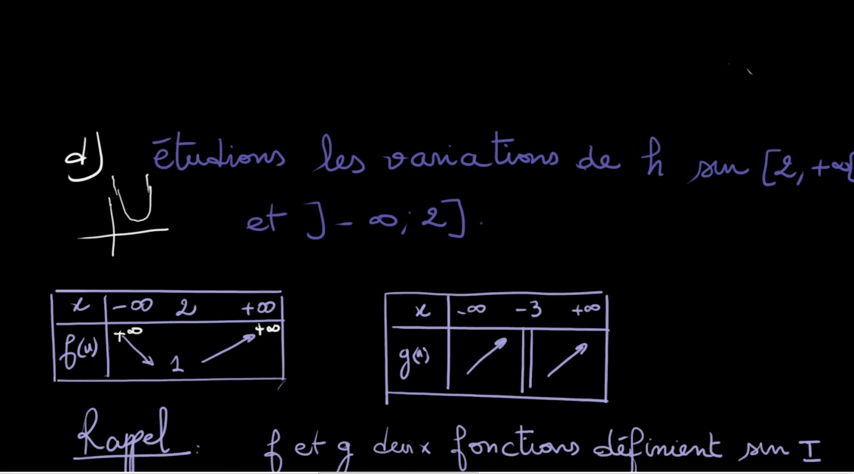 d) étudions les variations de h sur [2, +∞[
et ]-∞; 2].
x -∞ 2 +∞
f(x) +∞ 1 +∞
x -∞ -3 +∞
g(x)
Rappel : f et g deux fonctions définient sur I